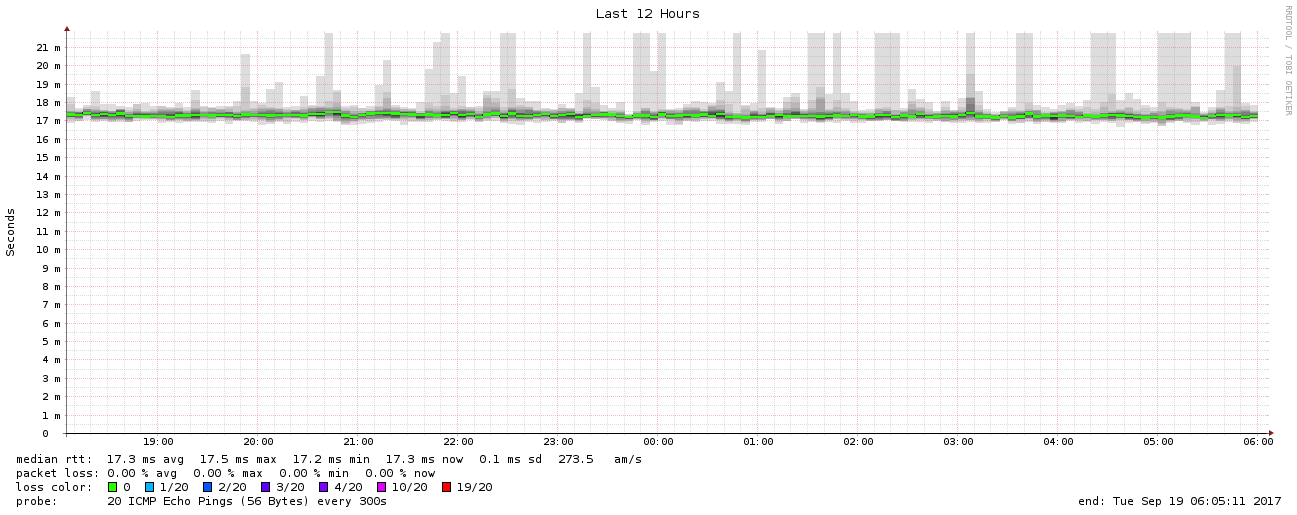 Last 12 Hours
RRDTOOL / TOBI OETIKER
Seconds
21 m
20 m
19 m
18 m
17 m
16 m
15 m
14 m
13 m
12 m
11 m
10 m
9 m
8 m
7 m
6 m
5 m
4 m
3 m
2 m
1 m
0
19:00 20:00 21:00 22:00 23:00 00:00 01:00 02:00 03:00 04:00 05:00 06:00
median rtt: 17.3 ms avg 17.5 ms max 17.2 ms min 17.3 ms now 0.1 ms sd 273.5 am/s
packet loss: 0.00 % avg 0.00 % max 0.00 % min 0.00 % now
loss color: 0 1/20 2/20 3/20 4/20 10/20 19/20
probe: 20 ICMP Echo Pings (56 Bytes) every 300s end: Tue Sep 19 06:05:11 2017